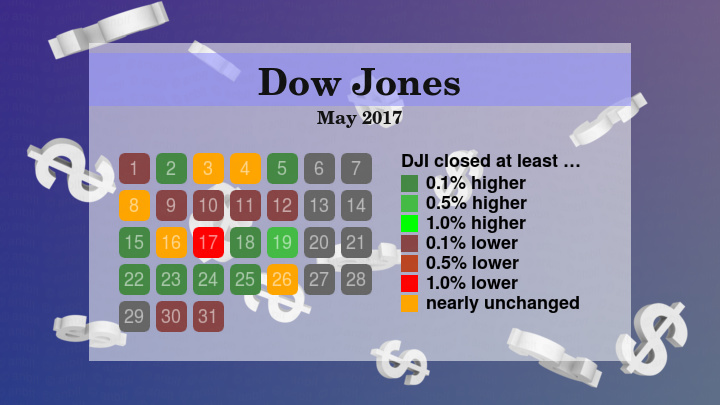 Dow Jones
May 2017
1 2 3 4 5 6 7
8 9 10 11 12 13 14
15 16 17 18 19 20 21
22 23 24 25 26 27 28
29 30 31
DJI closed at least …
0.1% higher
0.5% higher
1.0% higher
0.1% lower
0.5% lower
1.0% lower
nearly unchanged